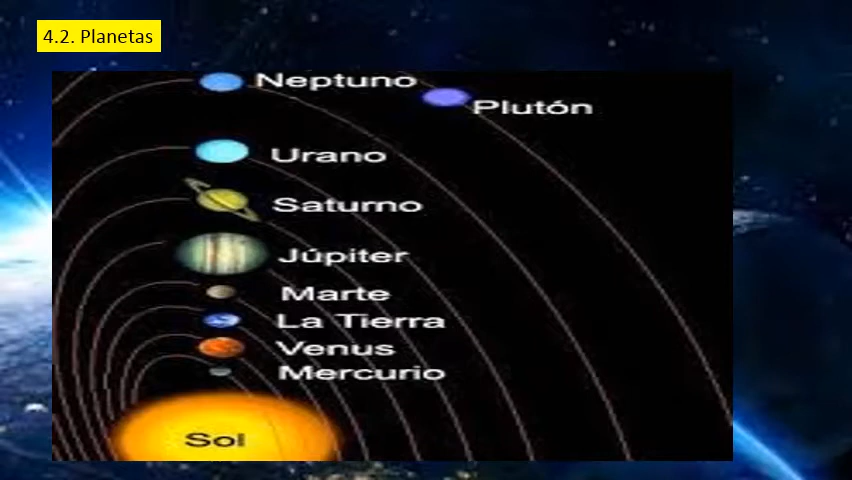 4.2. Planetas
Neptuno
Plutón
Urano
Saturno
Júpiter
Marte
La Tierra
Venus
Mercurio
Sol